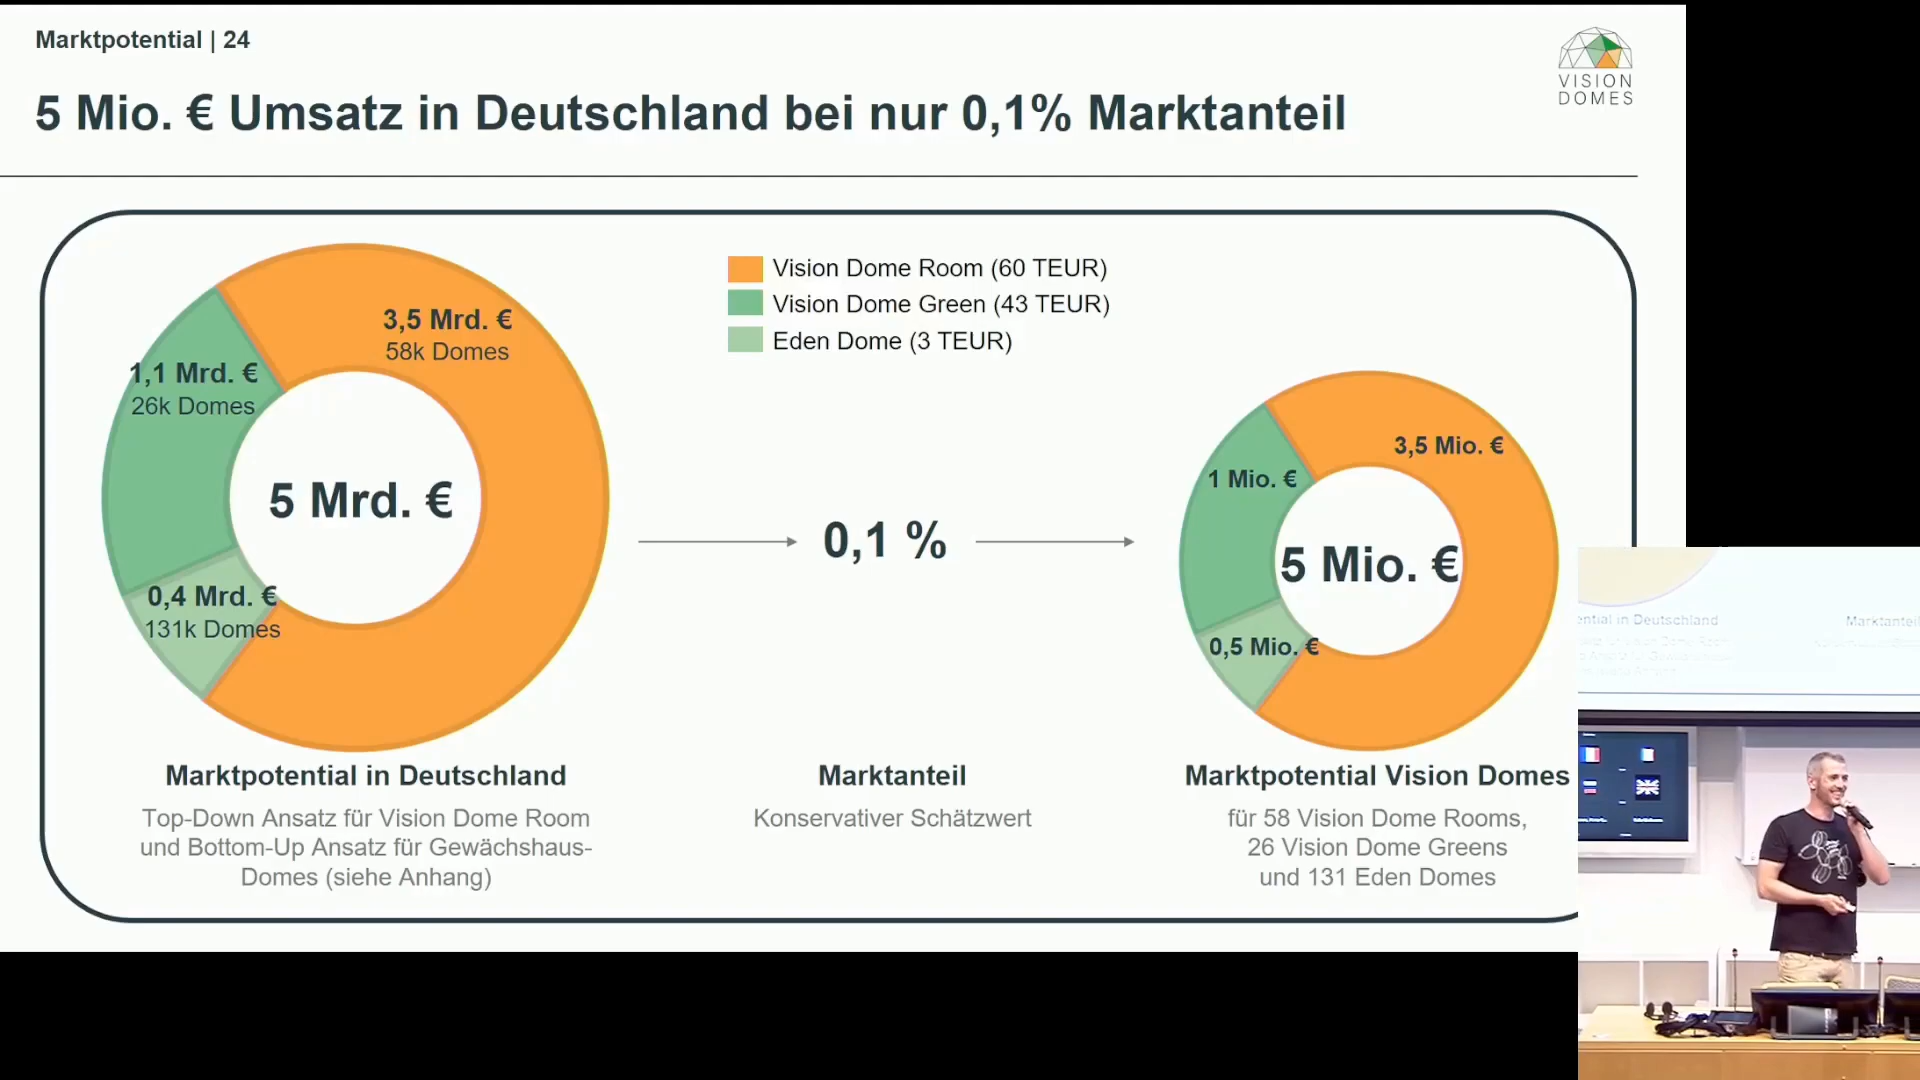 Marktpotential | 24
VISION
DOMES
5 Mio. € Umsatz in Deutschland bei nur 0,1% Marktanteil
Vision Dome Room (60 TEUR)
Vision Dome Green (43 TEUR)
Eden Dome (3 TEUR)
3,5 Mrd. €
58k Domes
1,1 Mrd. €
26k Domes
5 Mrd. €
0,4 Mrd. €
131k Domes
0,1 %
3,5 Mio. €
1 Mio. €
5 Mio. €
0,5 Mio. €
Marktpotential in Deutschland
Top-Down Ansatz für Vision Dome Room
und Bottom-Up Ansatz für Gewächshaus-
Domes (siehe Anhang)
Marktanteil
Konservativer Schätzwert
Marktpotential Vision Domes
für 58 Vision Dome Rooms,
26 Vision Dome Greens
und 131 Eden Domes
ential in Deutschland
Marktanteil